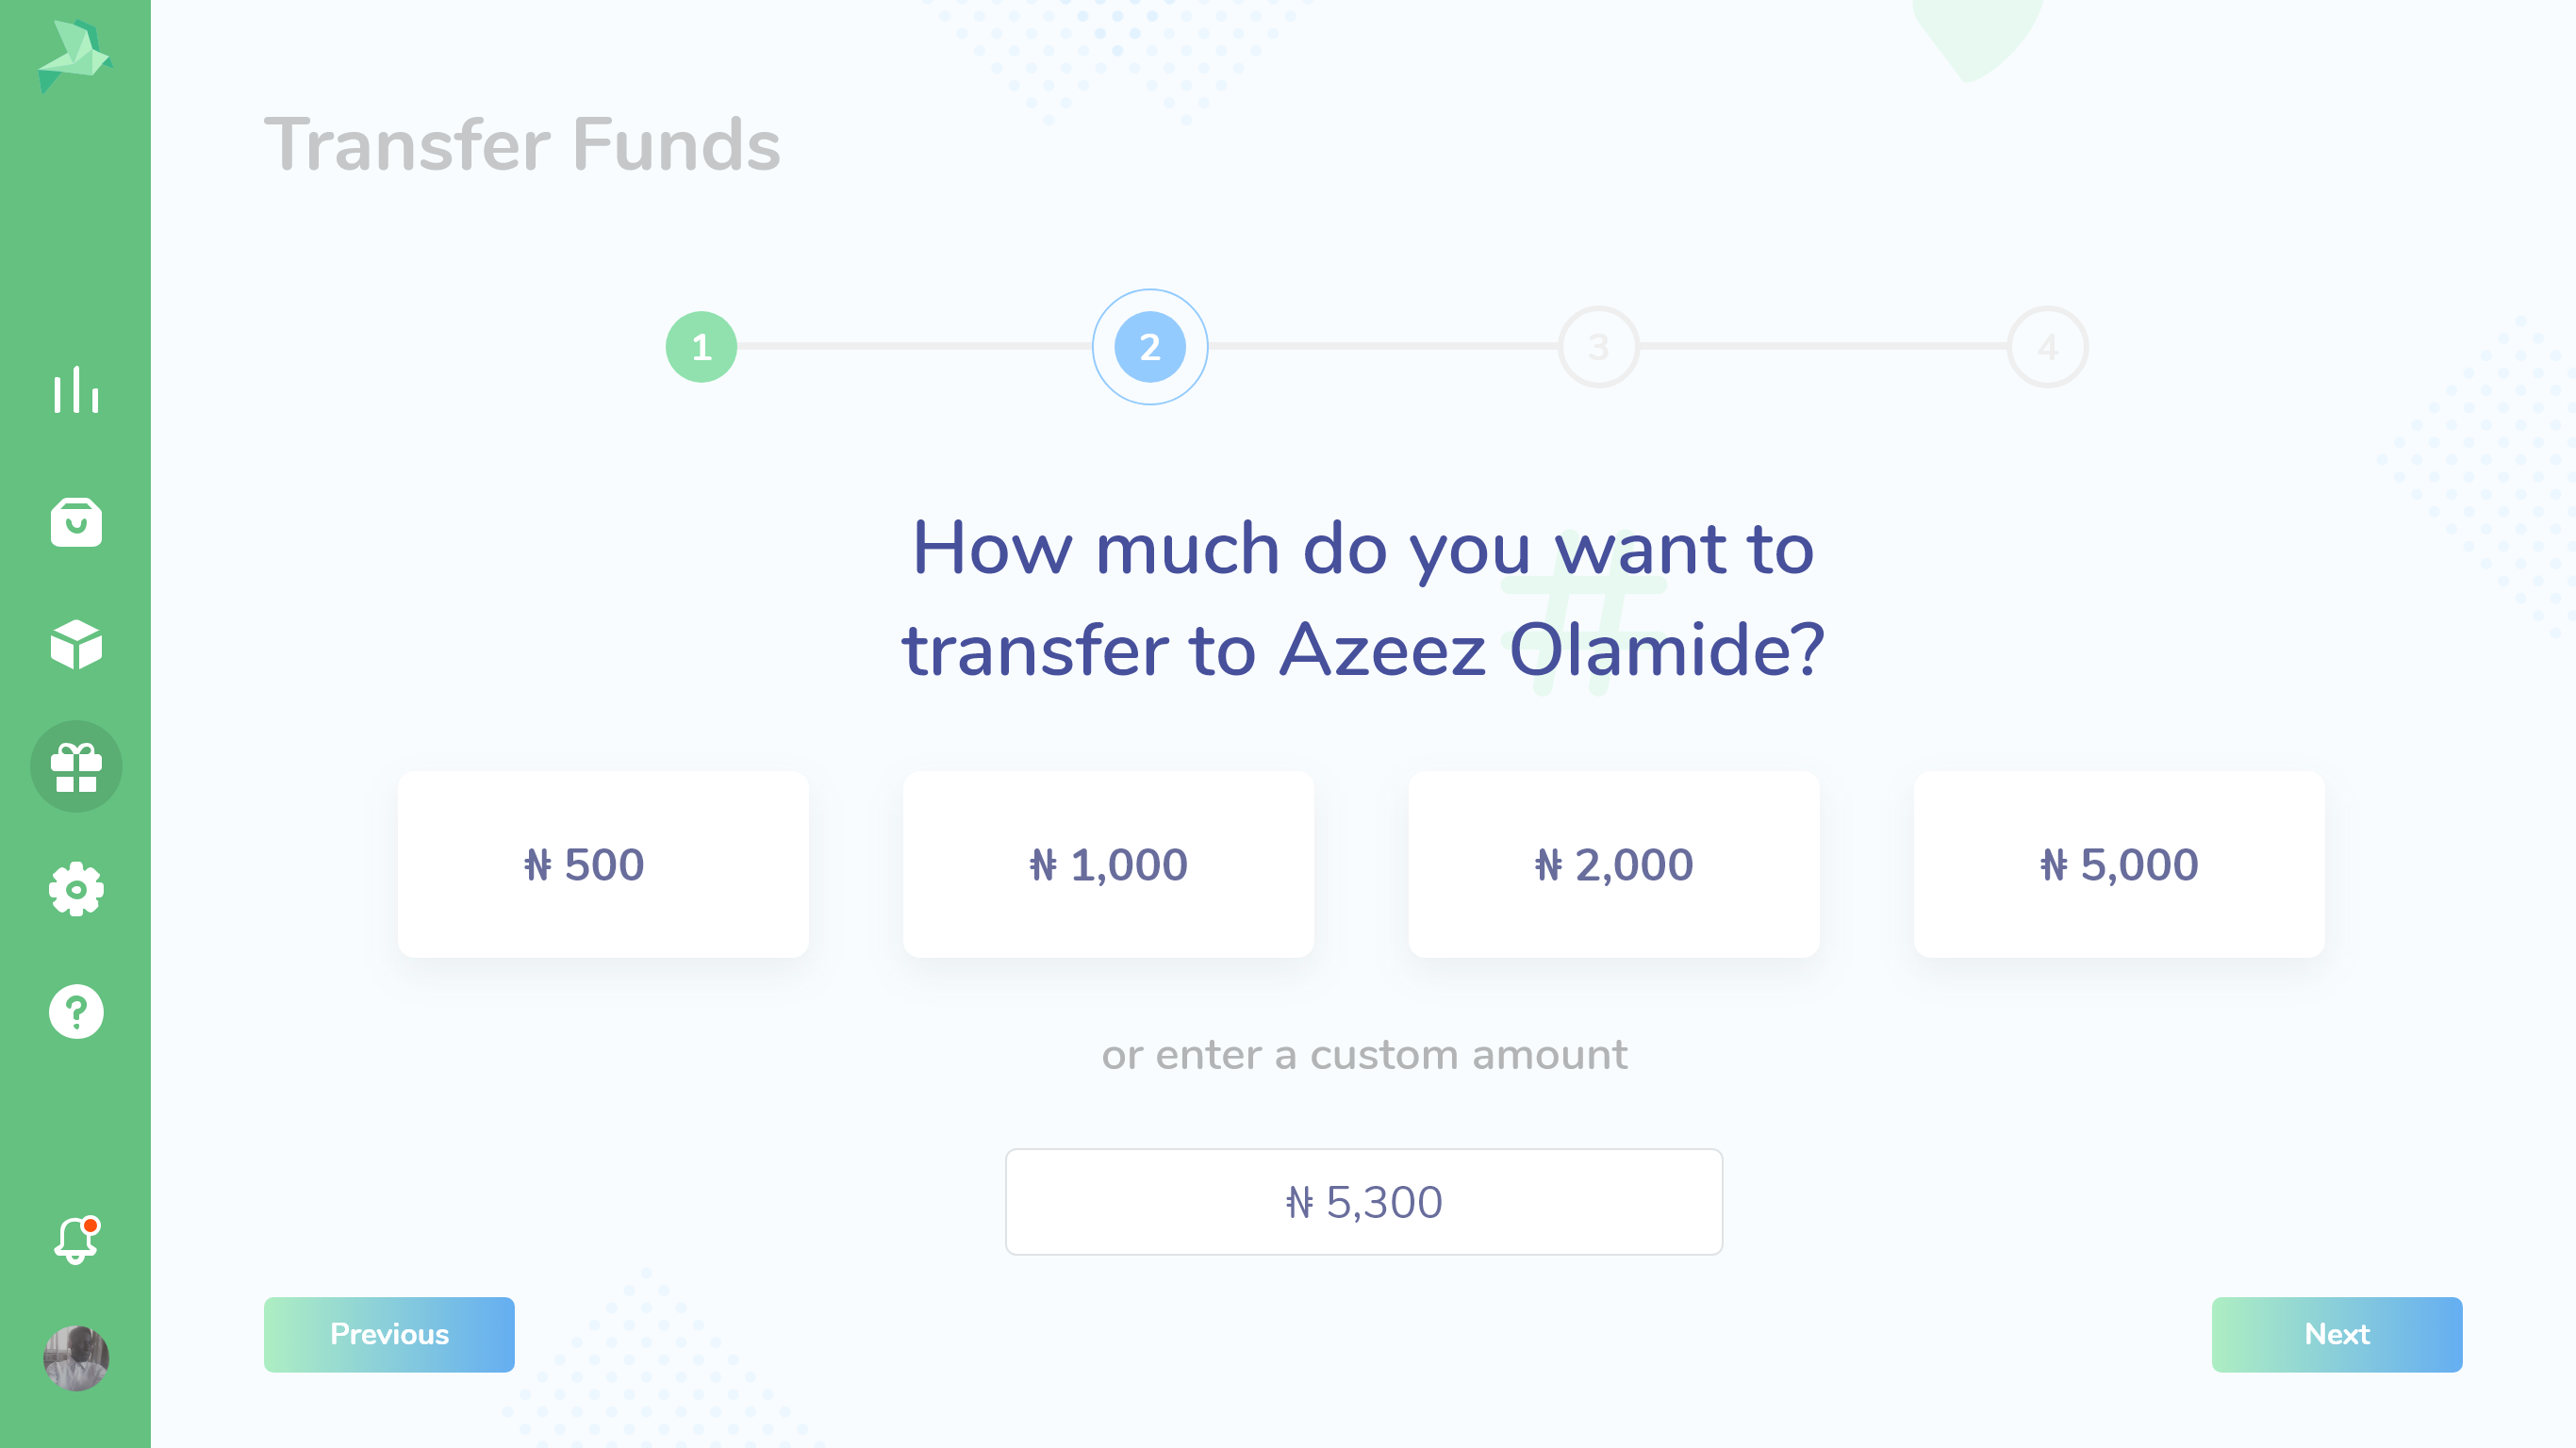 Transfer Funds
1
2
3
4
How much do you want to
transfer to Azeez Olamide?
₦ 500
₦ 1,000
₦ 2,000
₦ 5,000
or enter a custom amount
₦ 5,300
Previous
Next